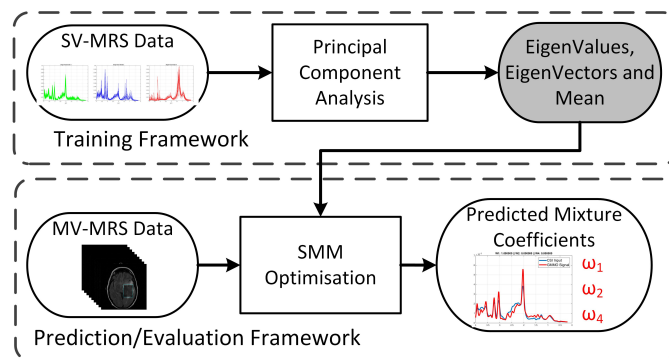 SV-MRS Data
Principal
Component
Analysis
EigenValues,
EigenVectors and
Mean
Training Framework
MV-MRS Data
SMM
Optimisation
Predicted Mixture
Coefficients
ω1
ω2
ω4
Prediction/Evaluation Framework